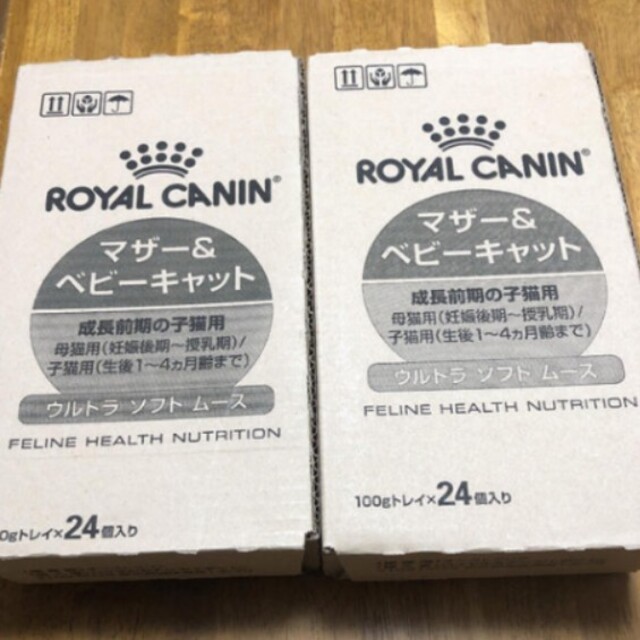 ROYAL CANIN®
マザー&
ベビーキャット
成長前期の子猫用
母猫用(妊娠後期〜授乳期)/
子猫用(生後1〜4ヵ月齢まで)
ウルトラ ソフト ムース
FELINE HEALTH NUTRITION
0gトレイ×24個入り
ROYAL CANIN®
マザー&
ベビーキャット
成長前期の子猫用
母猫用(妊娠後期〜授乳期)/
子猫用(生後1〜4ヵ月齢まで)
ウルトラ ソフト ムース
FELINE HEALTH NUTRITION
100gトレイ×24個入り